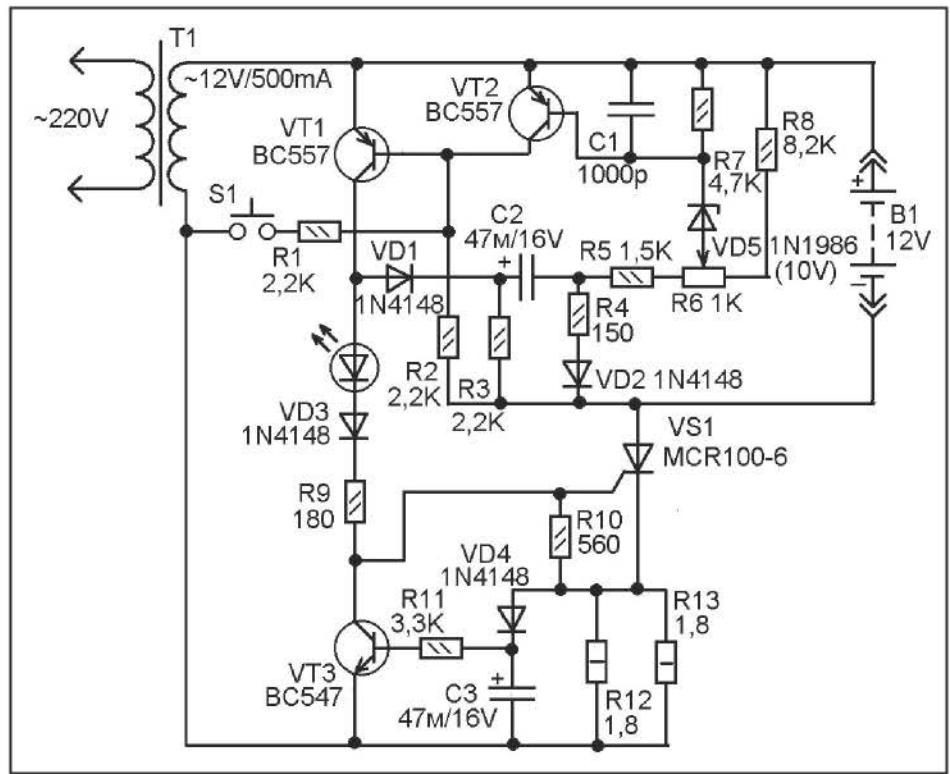 T1
~12V/500mA
~220V
VT1
BC557
VT2
BC557
C1
1000p
R7
4,7K
R8
8,2K
+
B1
12V
–
S1
R1
2,2K
VD1
1N4148
C2
47м/16V
+
R5 1,5K
VD5
1N1986
(10V)
R6 1K
R4
150
R2
2,2K
R3
2,2K
VD2 1N4148
VD3
1N4148
VS1
MCR100-6
R9
180
R10
560
VD4
1N4148
R11
3,3K
R13
1,8
VT3
BC547
+
C3
47м/16V
R12
1,8